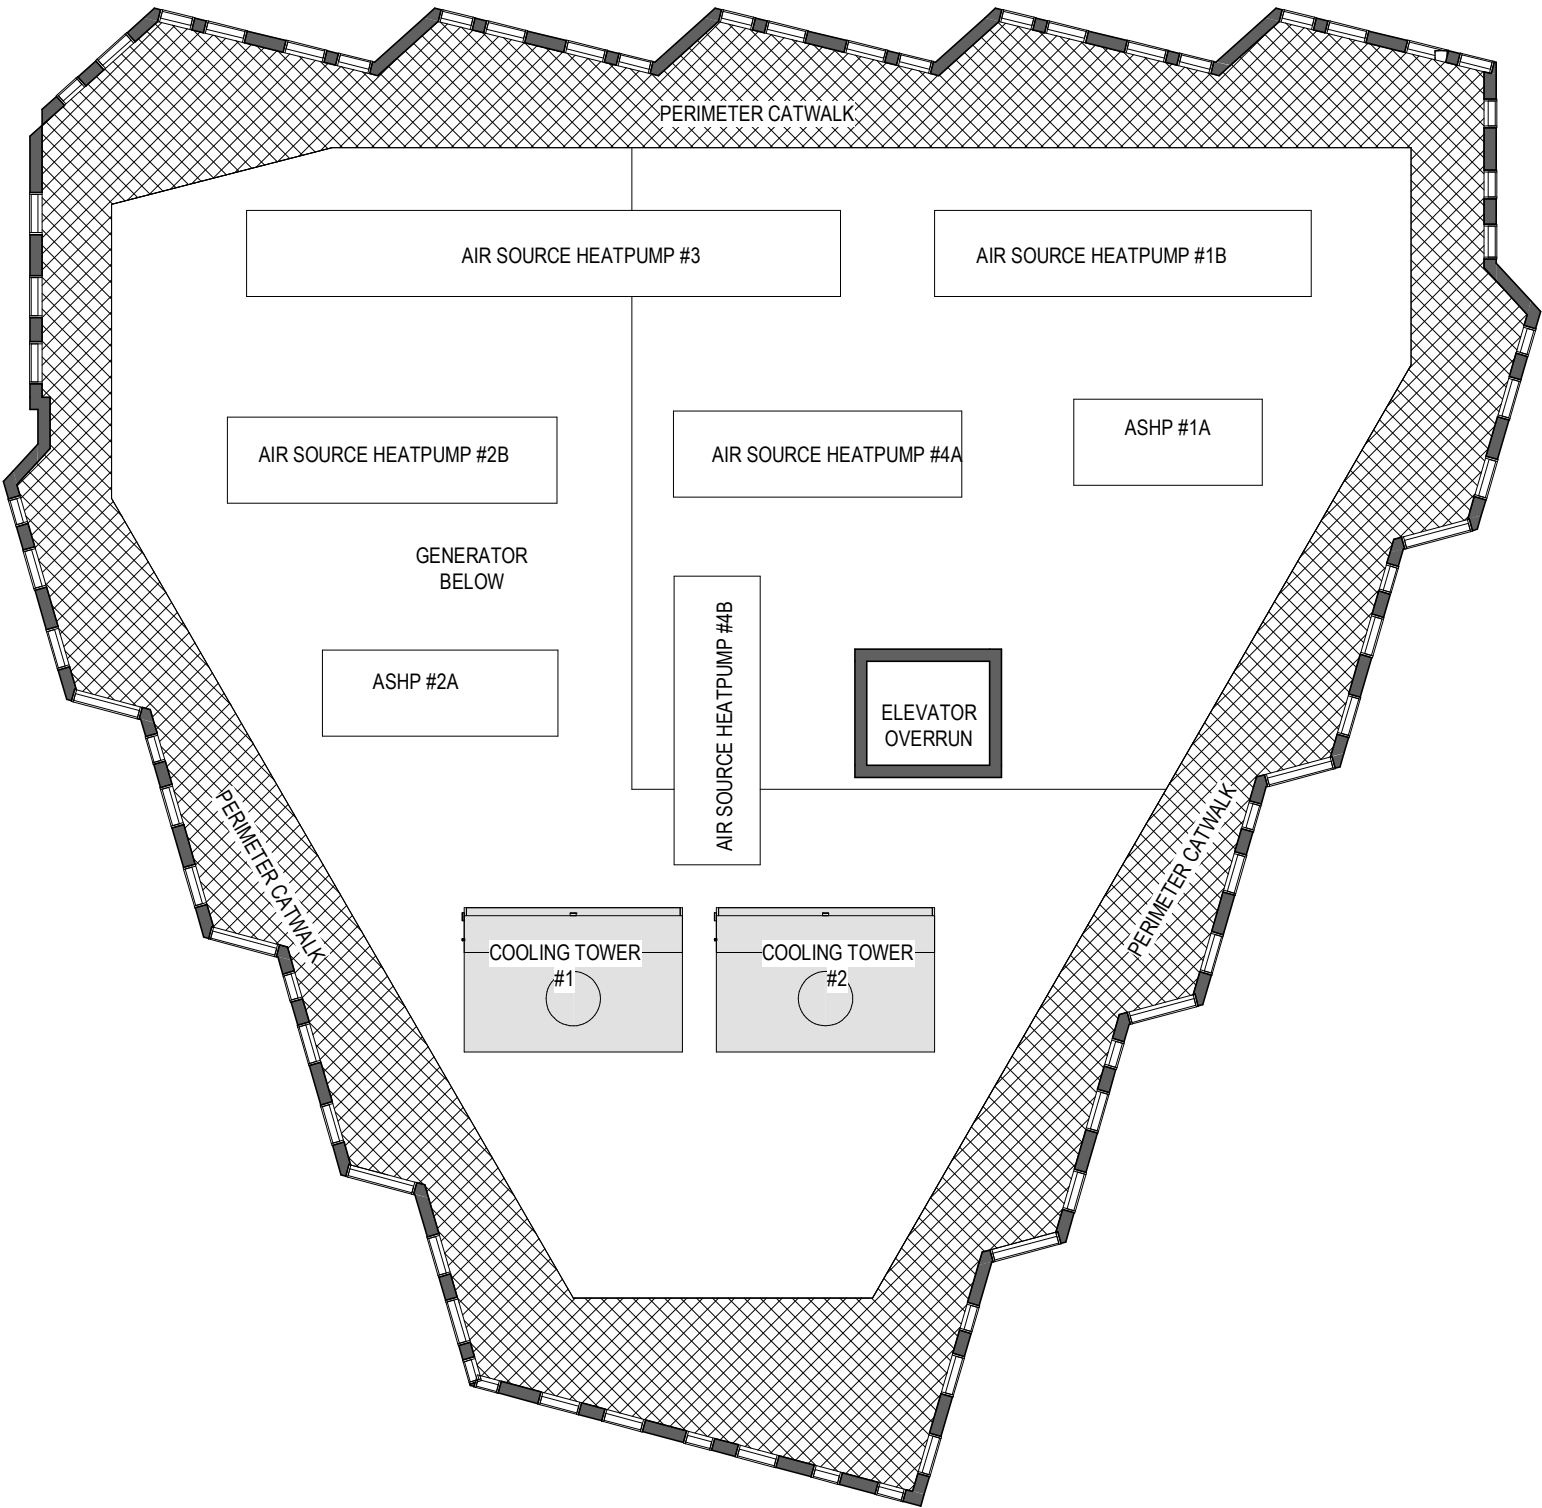 PERIMETER CATWALK
AIR SOURCE HEATPUMP #3
AIR SOURCE HEATPUMP #1B
ASHP #1A
AIR SOURCE HEATPUMP #2B
AIR SOURCE HEATPUMP #4A
GENERATOR
BELOW
AIR SOURCE HEATPUMP #4B
ASHP #2A
ELEVATOR
OVERRUN
PERIMETER CATWALK
PERIMETER CATWALK
COOLING TOWER
#1
COOLING TOWER
#2